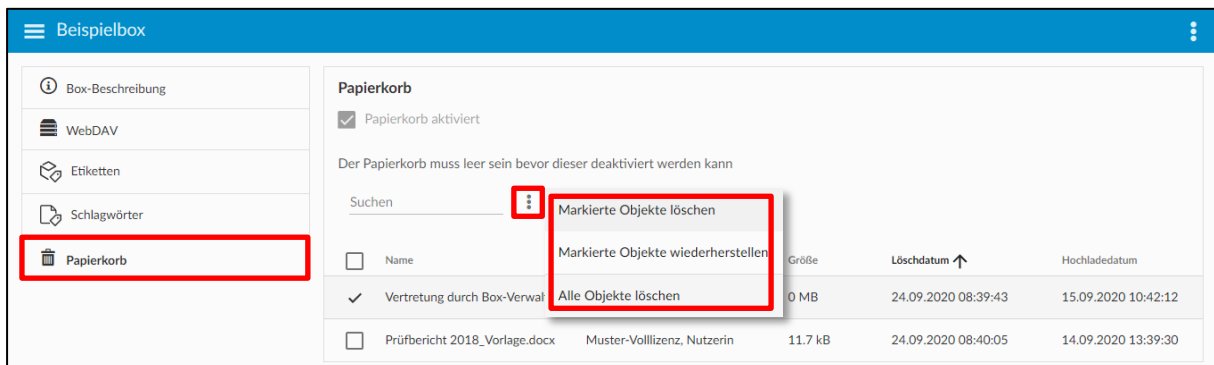 Beispielbox
Box-Beschreibung
WebDAV
Etiketten
Schlagwörter
Papierkorb
Papierkorb
Papierkorb aktiviert
Der Papierkorb muss leer sein bevor dieser deaktiviert werden kann
Suchen
Markierte Objekte löschen
Markierte Objekte wiederherstellen
Alle Objekte löschen
Name Größe Löschdatum Hochladedatum
Vertretung durch Box-Verwal 0 MB 24.09.2020 08:39:43 15.09.2020 10:42:12
Prüfbericht 2018_Vorlage.docx Muster-Volllizenz, Nutzerin 11.7 kB 24.09.2020 08:40:05 14.09.2020 13:39:30